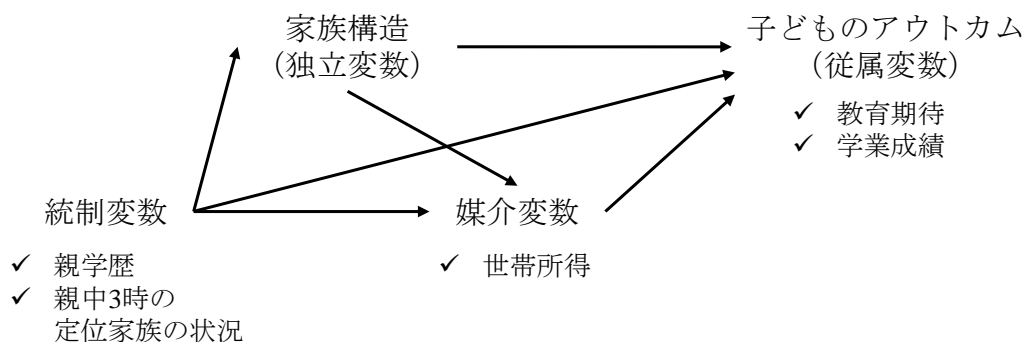 家族構造
（独立変数）
子どものアウトカム
（従属変数）
✓ 教育期待
✓ 学業成績
統制変数
✓ 親学歴
✓ 親中3時の
定位家族の状況
媒介変数
✓ 世帯所得